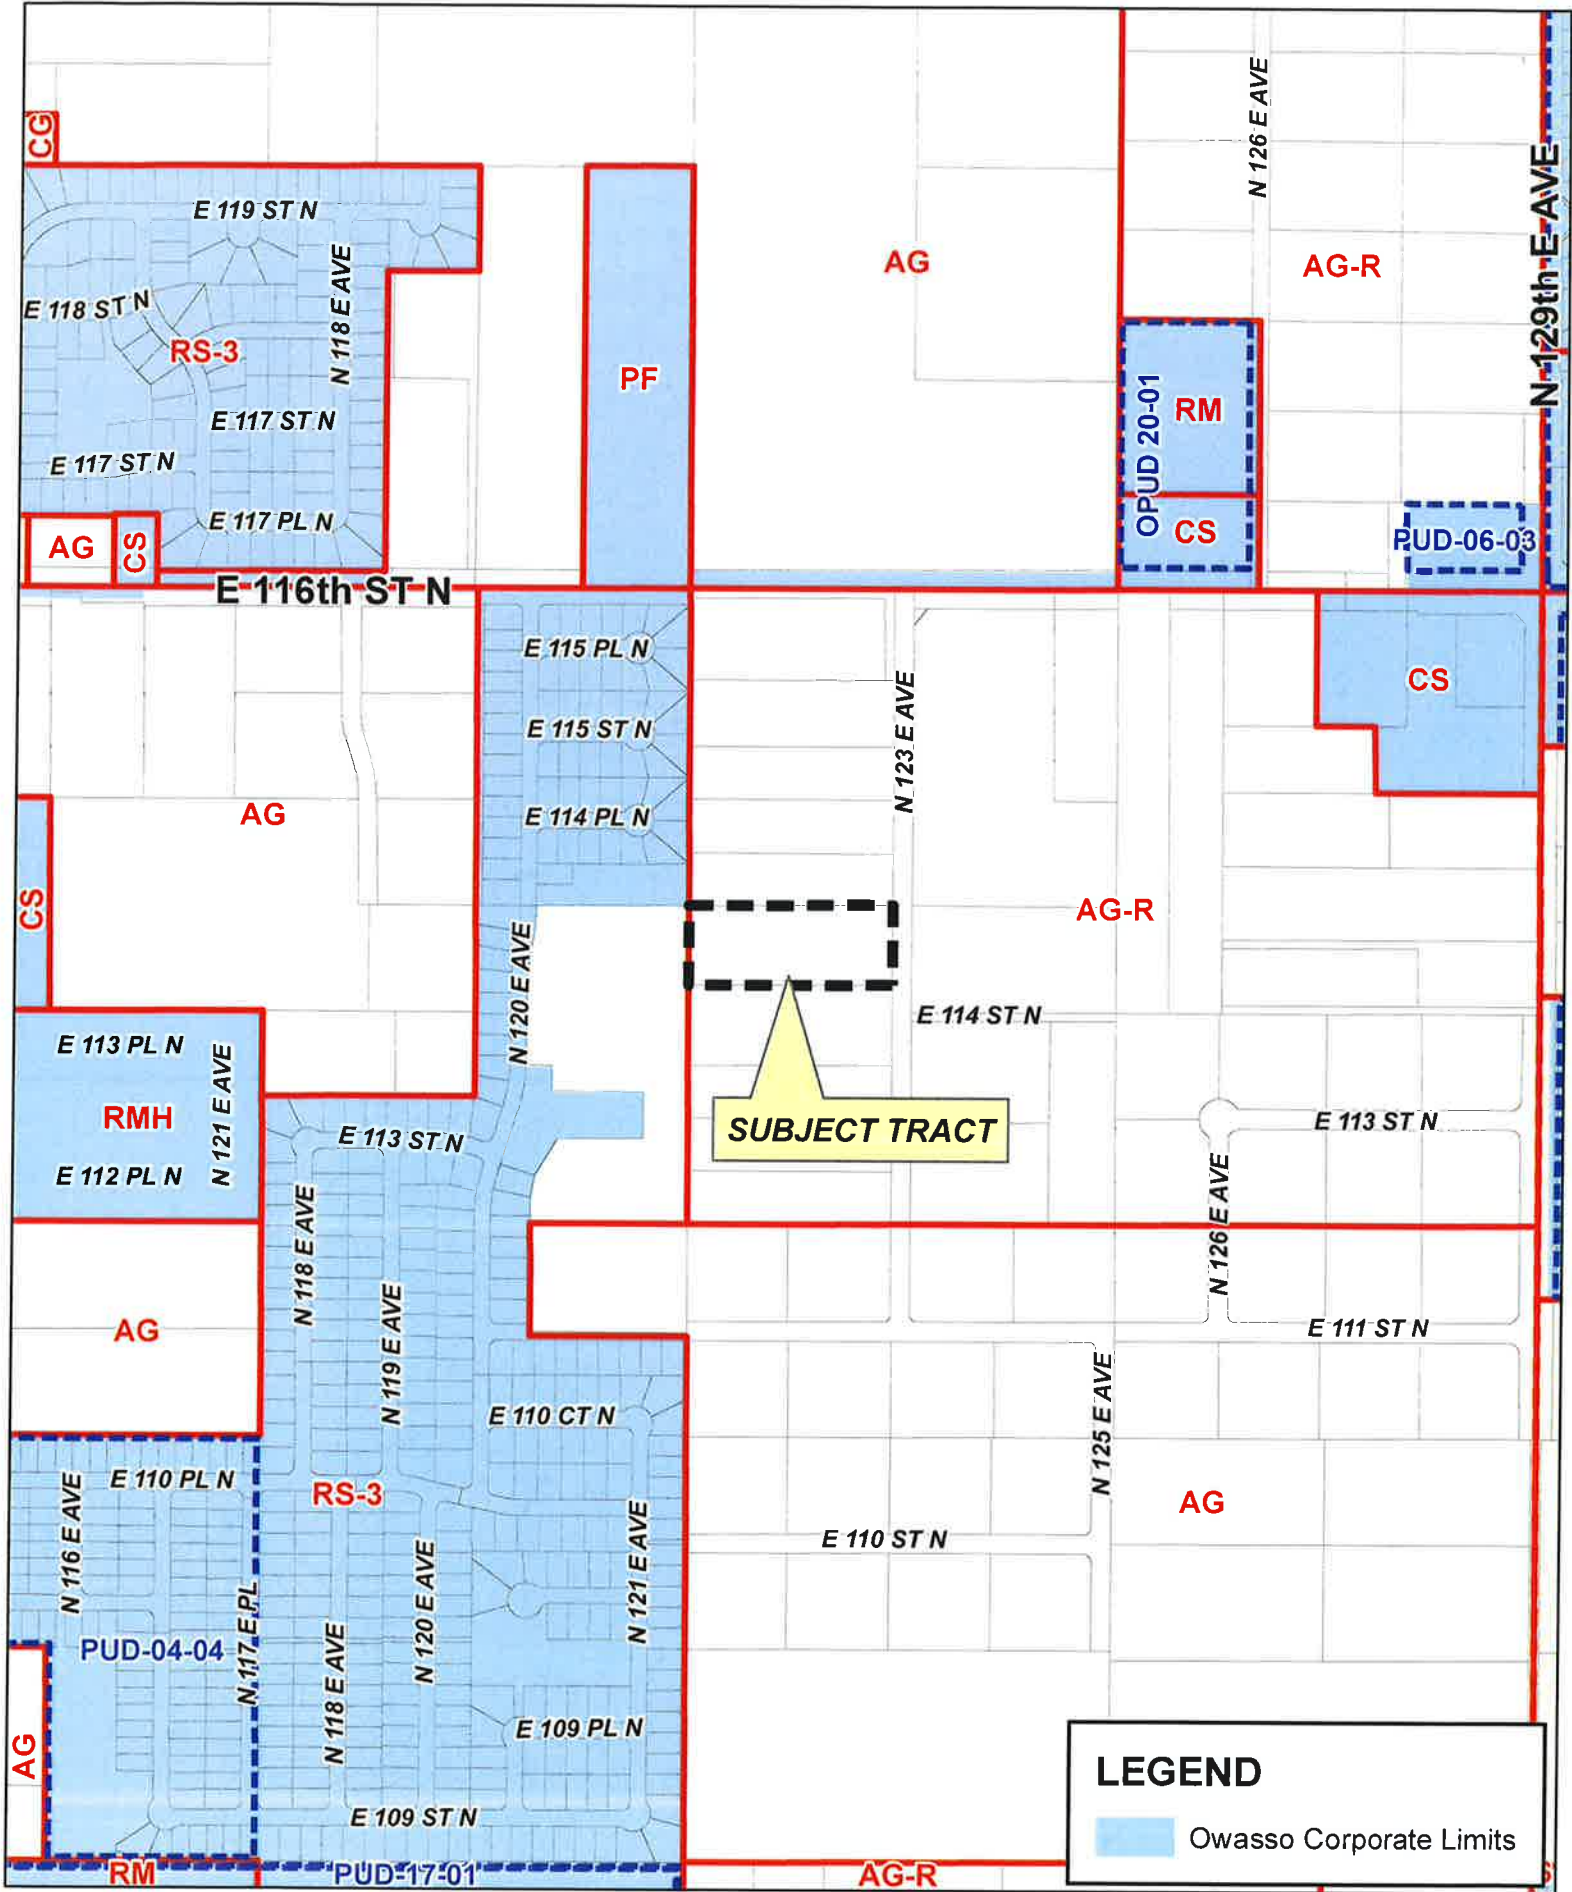 CG
E 119 ST N
N 118 E AVE
E 118 ST N
RS-3
E 117 ST N
E 117 ST N
E 117 PL N
AG
CS
PF
AG
N 126 E AVE
AG-R
N 129th E AVE
OPUD 20-01
RM
CS
PUD-06-03
E 116th ST N
E 115 PL N
E 115 ST N
E 114 PL N
N 123 E AVE
CS
AG
CS
N 120 E AVE
AG-R
E 114 ST N
E 113 PL N
N 121 E AVE
RMH
E 112 PL N
E 113 ST N
SUBJECT TRACT
E 113 ST N
N 126 E AVE
N 118 E AVE
AG
N 119 E AVE
E 111 ST N
E 110 CT N
N 125 E AVE
E 110 PL N
RS-3
AG
N 116 E AVE
E 110 ST N
N 121 E AVE
N 120 E AVE
N 117 E PL
PUD-04-04
N 118 E AVE
E 109 PL N
AG
E 109 ST N
RM
PUD-17-01
AG-R
LEGEND
Owasso Corporate Limits